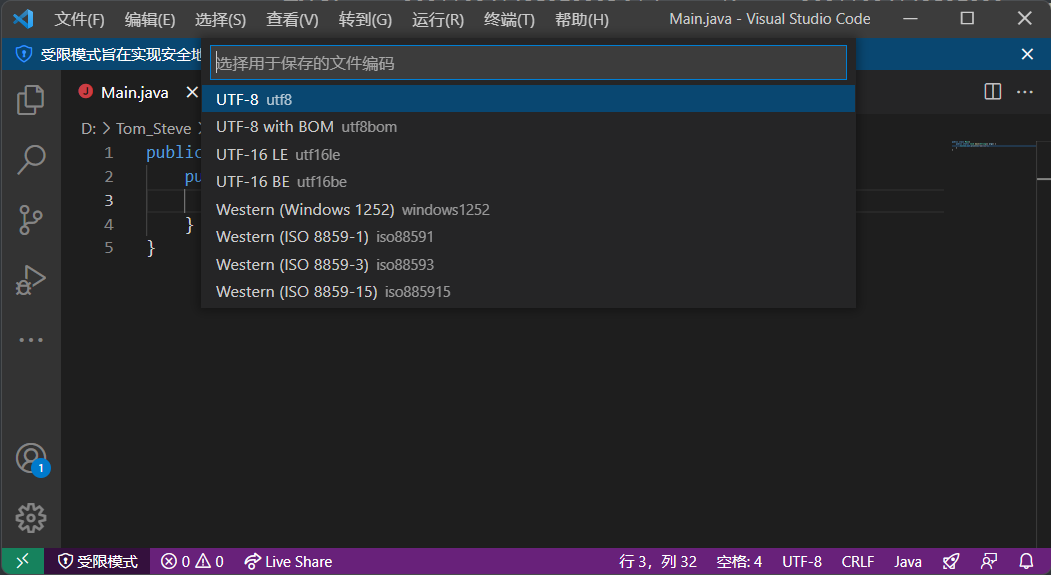 文件(F) 编辑(E) 选择(S) 查看(V) 转到(G) 运行(R) 终端(T) 帮助(H) Main.java - Visual Studio Code
受限模式旨在实现安全地
选择用于保存的文件编码
Main.java
UTF-8 utf8
UTF-8 with BOM utf8bom
UTF-16 LE utf16le
UTF-16 BE utf16be
Western (Windows 1252) windows1252
Western (ISO 8859-1) iso88591
Western (ISO 8859-3) iso88593
Western (ISO 8859-15) iso885915
D: > Tom_Steve >
1 public
2 pu
3
4 }
5 }
1
受限模式 0 0 Live Share 行 3，列 32 空格: 4 UTF-8 CRLF Java